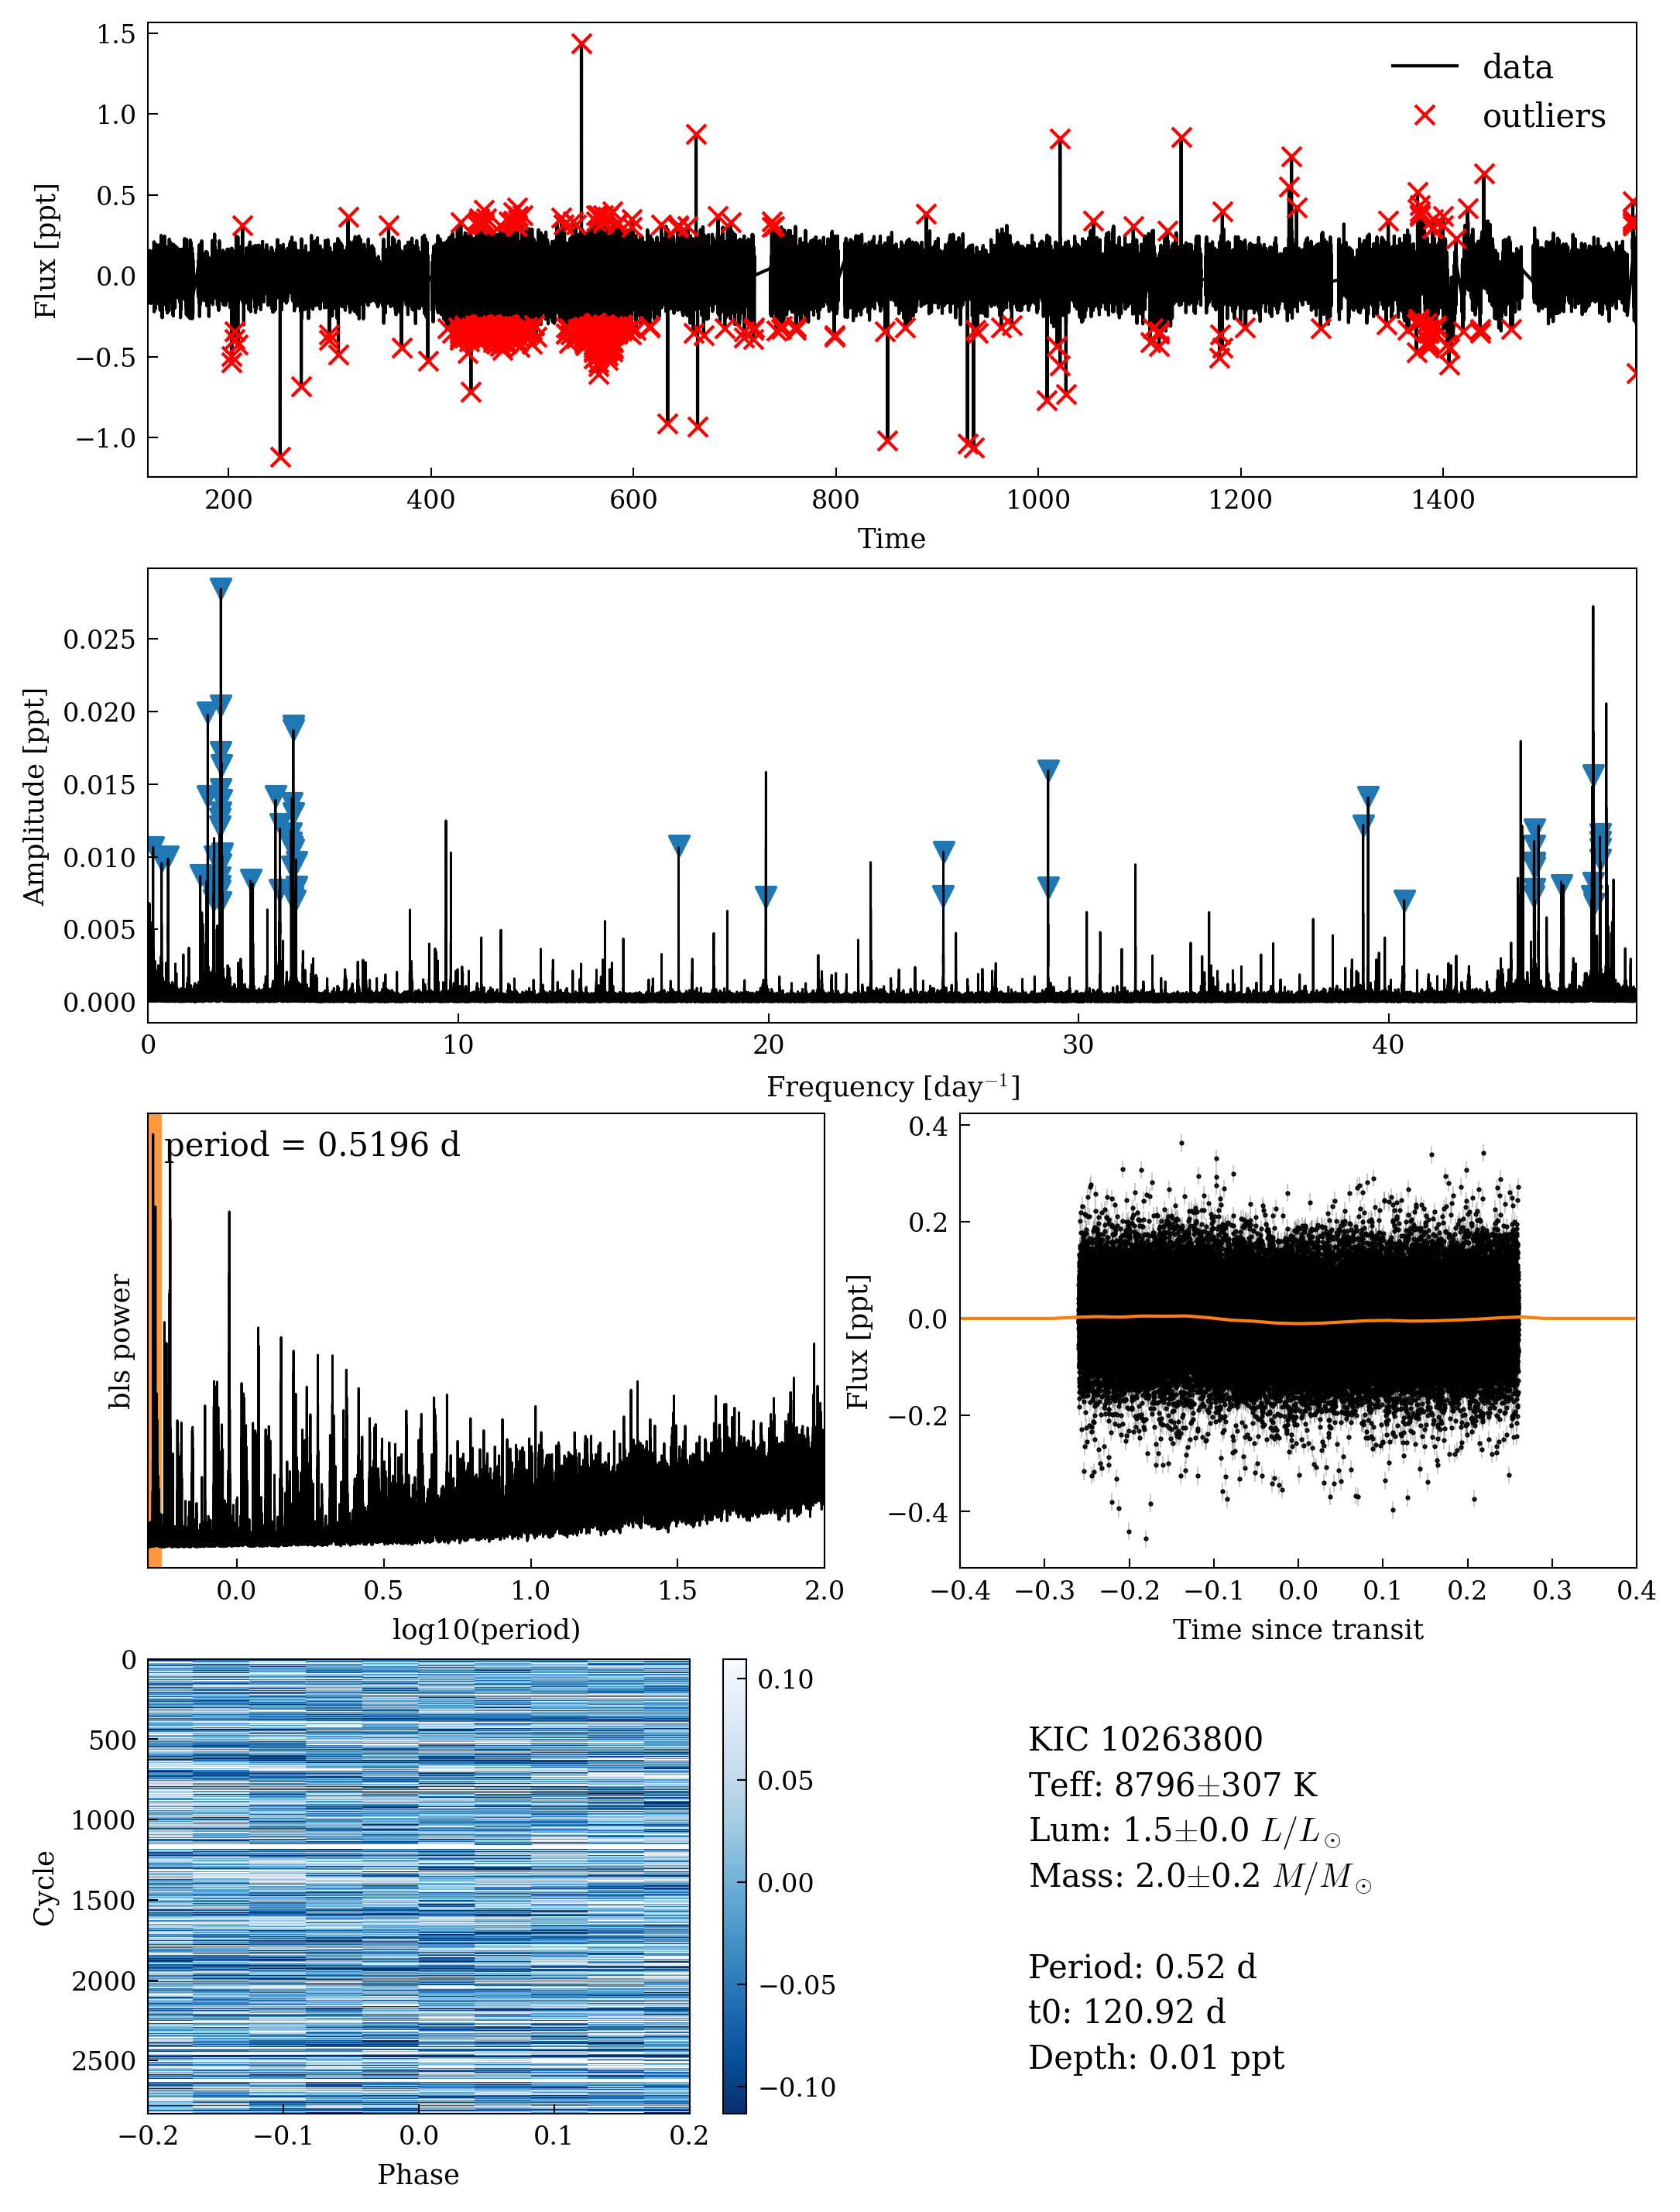 1.5
1.0
0.5
0.0
−0.5
−1.0
Flux [ppt]
data
outliers
200 400 600 800 1000 1200 1400
Time
0.025
0.020
0.015
0.010
0.005
0.000
Amplitude [ppt]
0 10 20 30 40
Frequency [day⁻¹]
period = 0.5196 d
bls power
0.0 0.5 1.0 1.5 2.0
log10(period)
0.4
0.2
0.0
−0.2
−0.4
Flux [ppt]
−0.4 −0.3 −0.2 −0.1 0.0 0.1 0.2 0.3 0.4
Time since transit
0
500
1000
1500
2000
2500
Cycle
−0.2 −0.1 0.0 0.1 0.2
Phase
0.10
0.05
0.00
−0.05
−0.10
KIC 10263800
Teff: 8796±307 K
Lum: 1.5±0.0 L/L⊙
Mass: 2.0±0.2 M/M⊙
Period: 0.52 d
t0: 120.92 d
Depth: 0.01 ppt